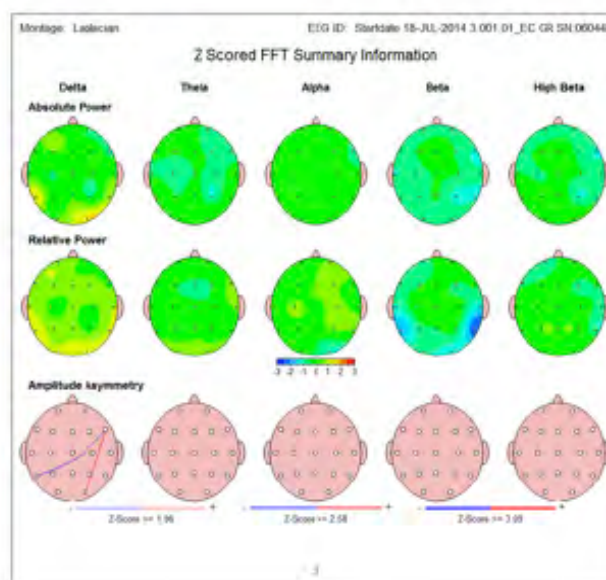 Montage: Laplacian EEG ID: Startdate 18-JUL-2014 3.001.01_EC GR SN:06044
Z Scored FFT Summary Information
Delta Theta Alpha Beta High Beta
Absolute Power
Relative Power
-3 -2 -1 0 1 2 3
Amplitude Asymmetry
- + - + - +
Z-Score >= 1.96 Z-Score >= 2.58 Z-Score >= 3.09